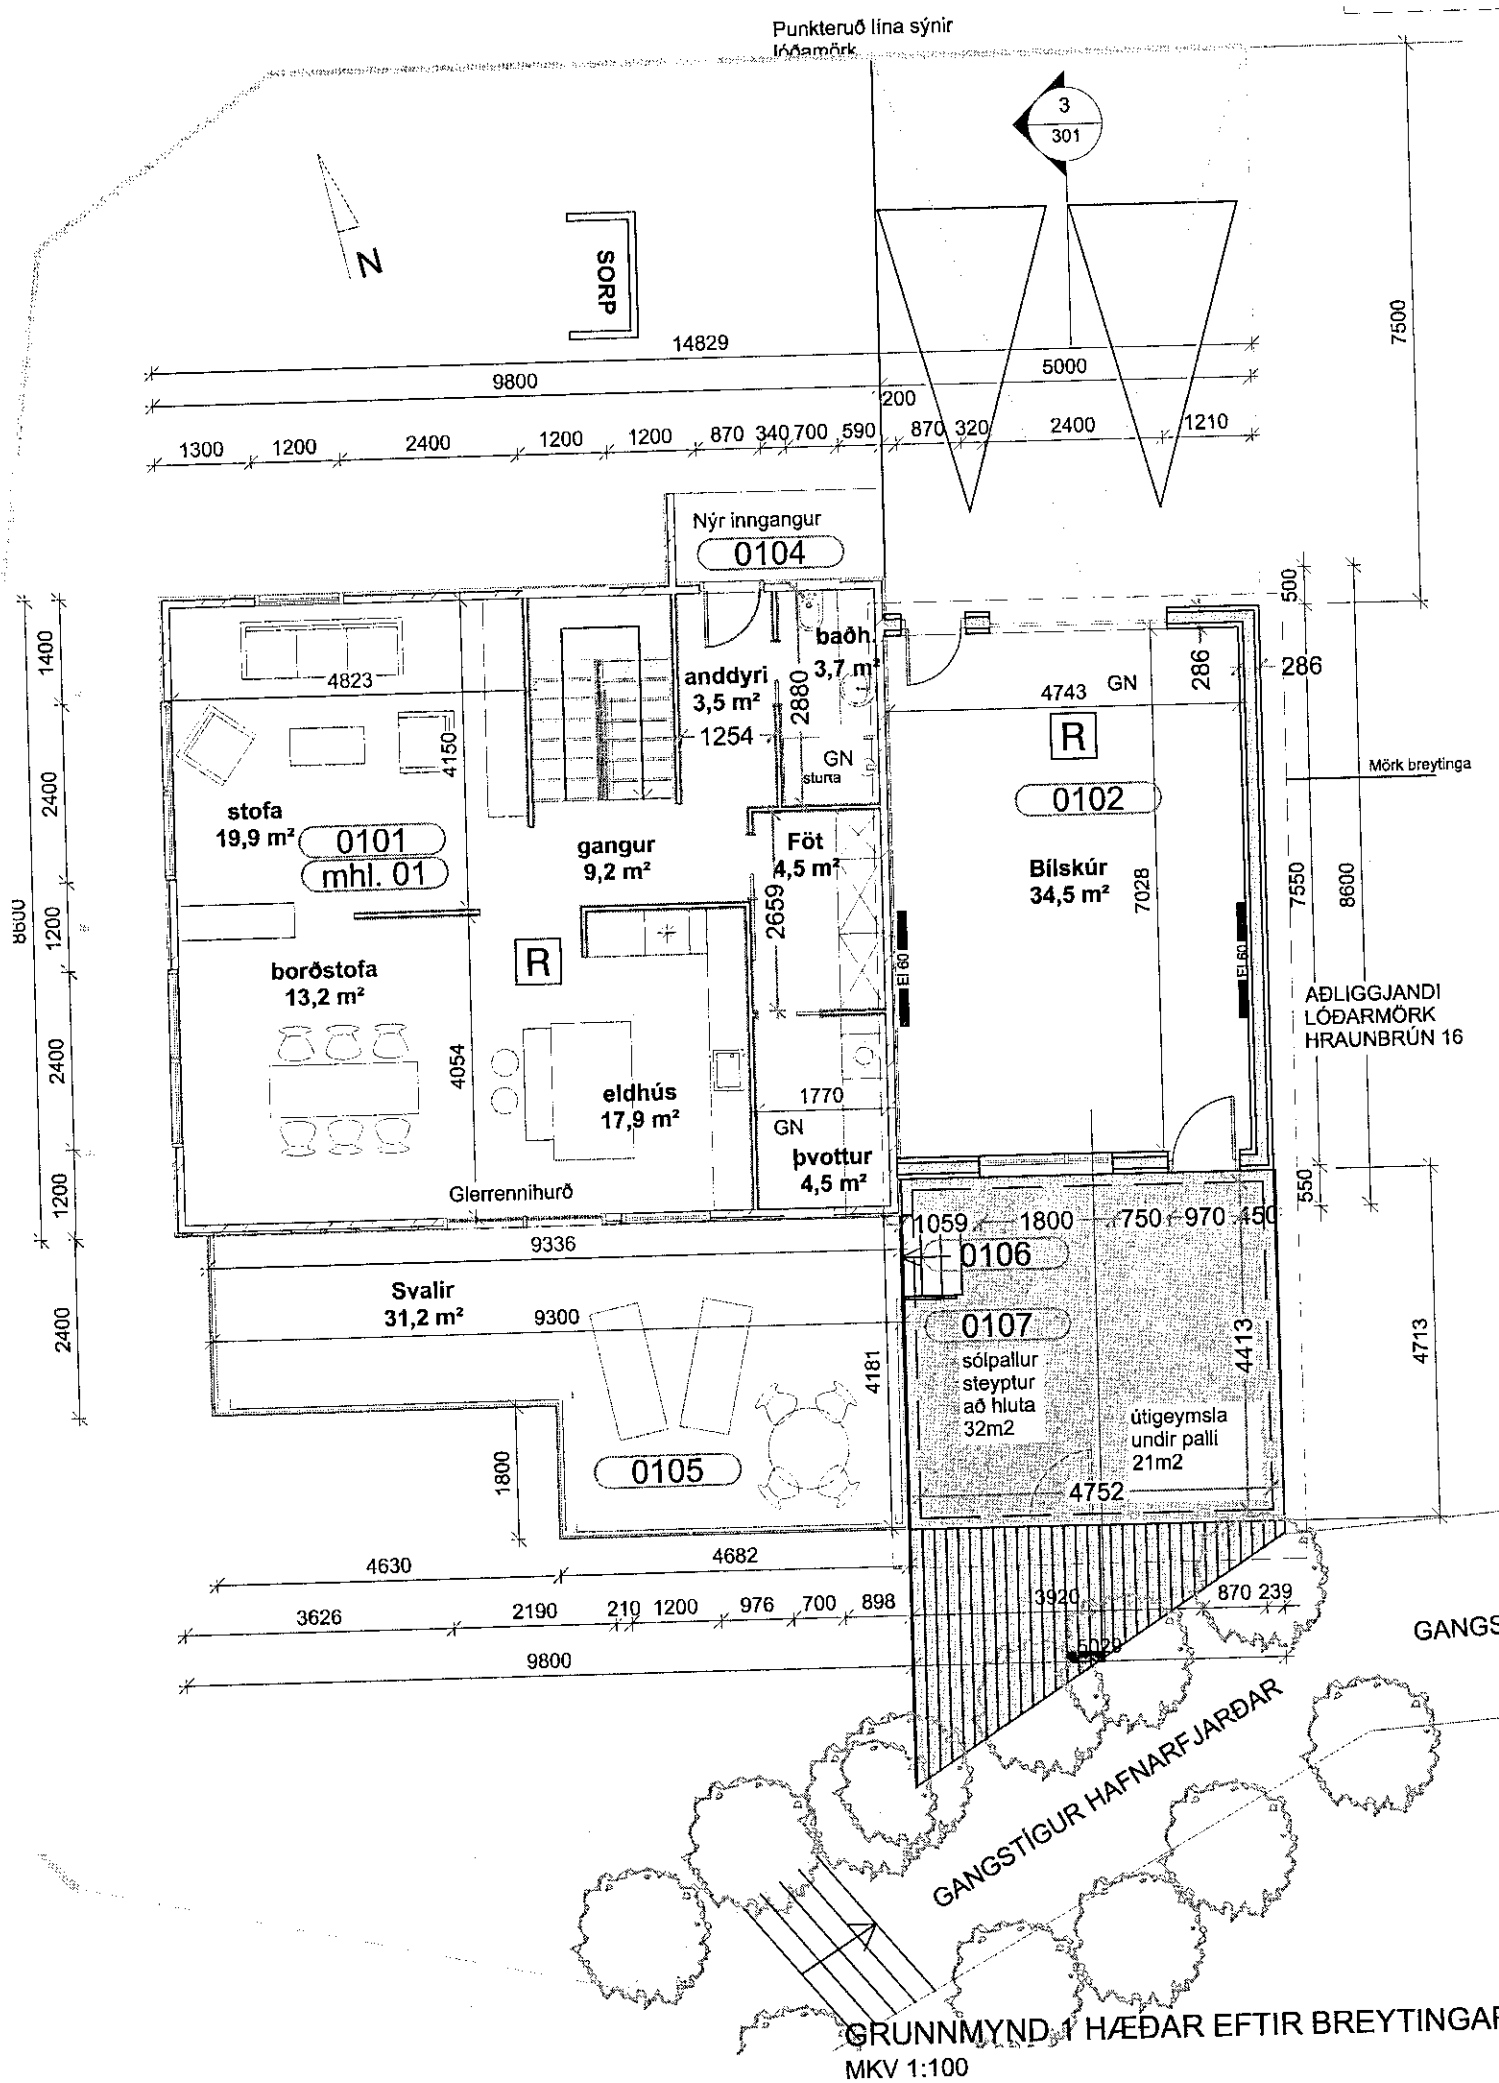 Punkteruð lína sýnir
lóðamörk
3
301
N
SORP
7500
14829
9800
5000
200
1300
1200
2400
1200
1200
870
340
700
590
870
320
2400
1210
Nýr inngangur
0104
500
8600
1400
2400
1200
2400
1200
2400
4823
4150
anddyri
3,5 m²
1254
2880
baðh.
3,7 m²
GN
sturta
4743
GN
286
286
R
0102
Mörk breytinga
stofa
19,9 m²
0101
mhl. 01
gangur
9,2 m²
Föt
4,5 m²
2659
Bílskúr
34,5 m²
7028
7550
8600
borðstofa
13,2 m²
R
EI 60
EI 60
AÐLIGGJANDI
LÓÐARMÖRK
HRAUNBRÚN 16
4054
eldhús
17,9 m²
1770
GN
þvottur
4,5 m²
Glerrennihurð
550
1059
1800
750
970
450
9336
0106
Svalir
31,2 m²
9300
0107
4181
4413
4713
sólpallur
steyptur
að hluta
32m2
útigeymsla
undir palli
21m2
1800
0105
4752
4630
4682
3626
2190
210
1200
976
700
898
3920
870
239
9800
5029
GANGS
GANGSTÍGUR HAFNARFJARÐAR
GRUNNMYND 1 HÆÐAR EFTIR BREYTINGAR
MKV 1:100